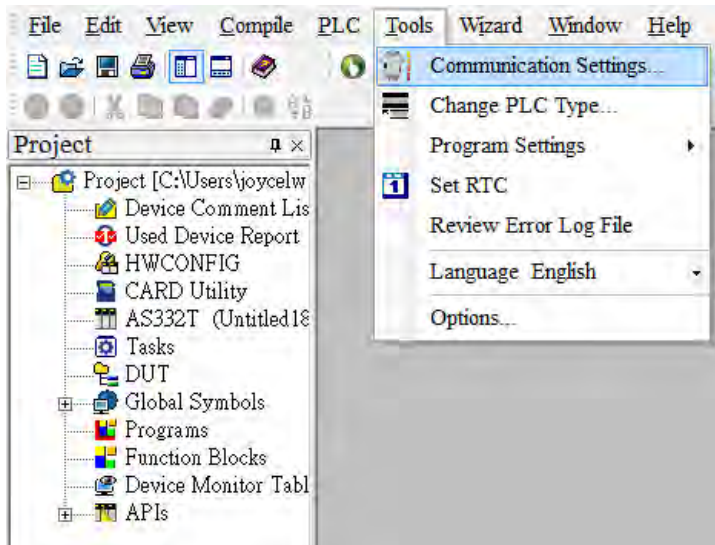 File Edit View Compile PLC Tools Wizard Window Help
Communication Settings...
Change PLC Type...
Program Settings
1 Set RTC
Review Error Log File
Language English
Options...
Project
Project [C:\Users\joycelw
Device Comment Lis
Used Device Report
HWCONFIG
CARD Utility
AS332T (Untitled18
Tasks
DUT
Global Symbols
Programs
Function Blocks
Device Monitor Tabl
APIs